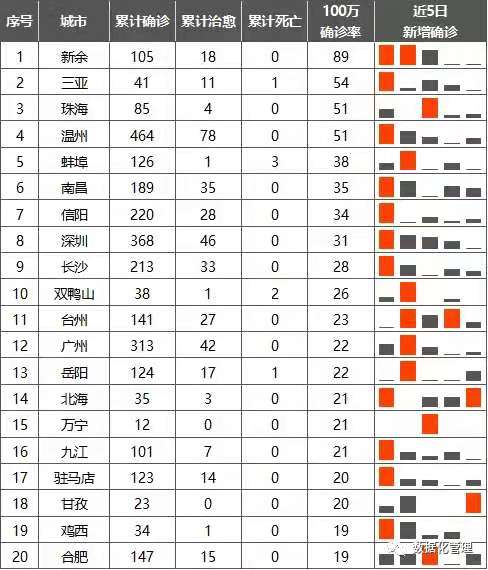 序号 城市 累计确诊 累计治愈 累计死亡 100万 近5日
确诊率 新增确诊
1 新余 105 18 0 89
2 三亚 41 11 1 54
3 珠海 85 4 0 51
4 温州 464 78 0 51
5 蚌埠 126 1 3 38
6 南昌 189 35 0 35
7 信阳 220 28 0 34
8 深圳 368 46 0 31
9 长沙 213 33 0 28
10 双鸭山 38 1 2 26
11 台州 141 27 0 23
12 广州 313 42 0 22
13 岳阳 124 17 1 22
14 北海 35 3 0 21
15 万宁 12 0 0 21
16 九江 101 7 0 21
17 驻马店 123 14 0 20
18 甘孜 23 0 0 20
19 鸡西 34 1 0 19
20 合肥 147 15 0 19
数据化管理